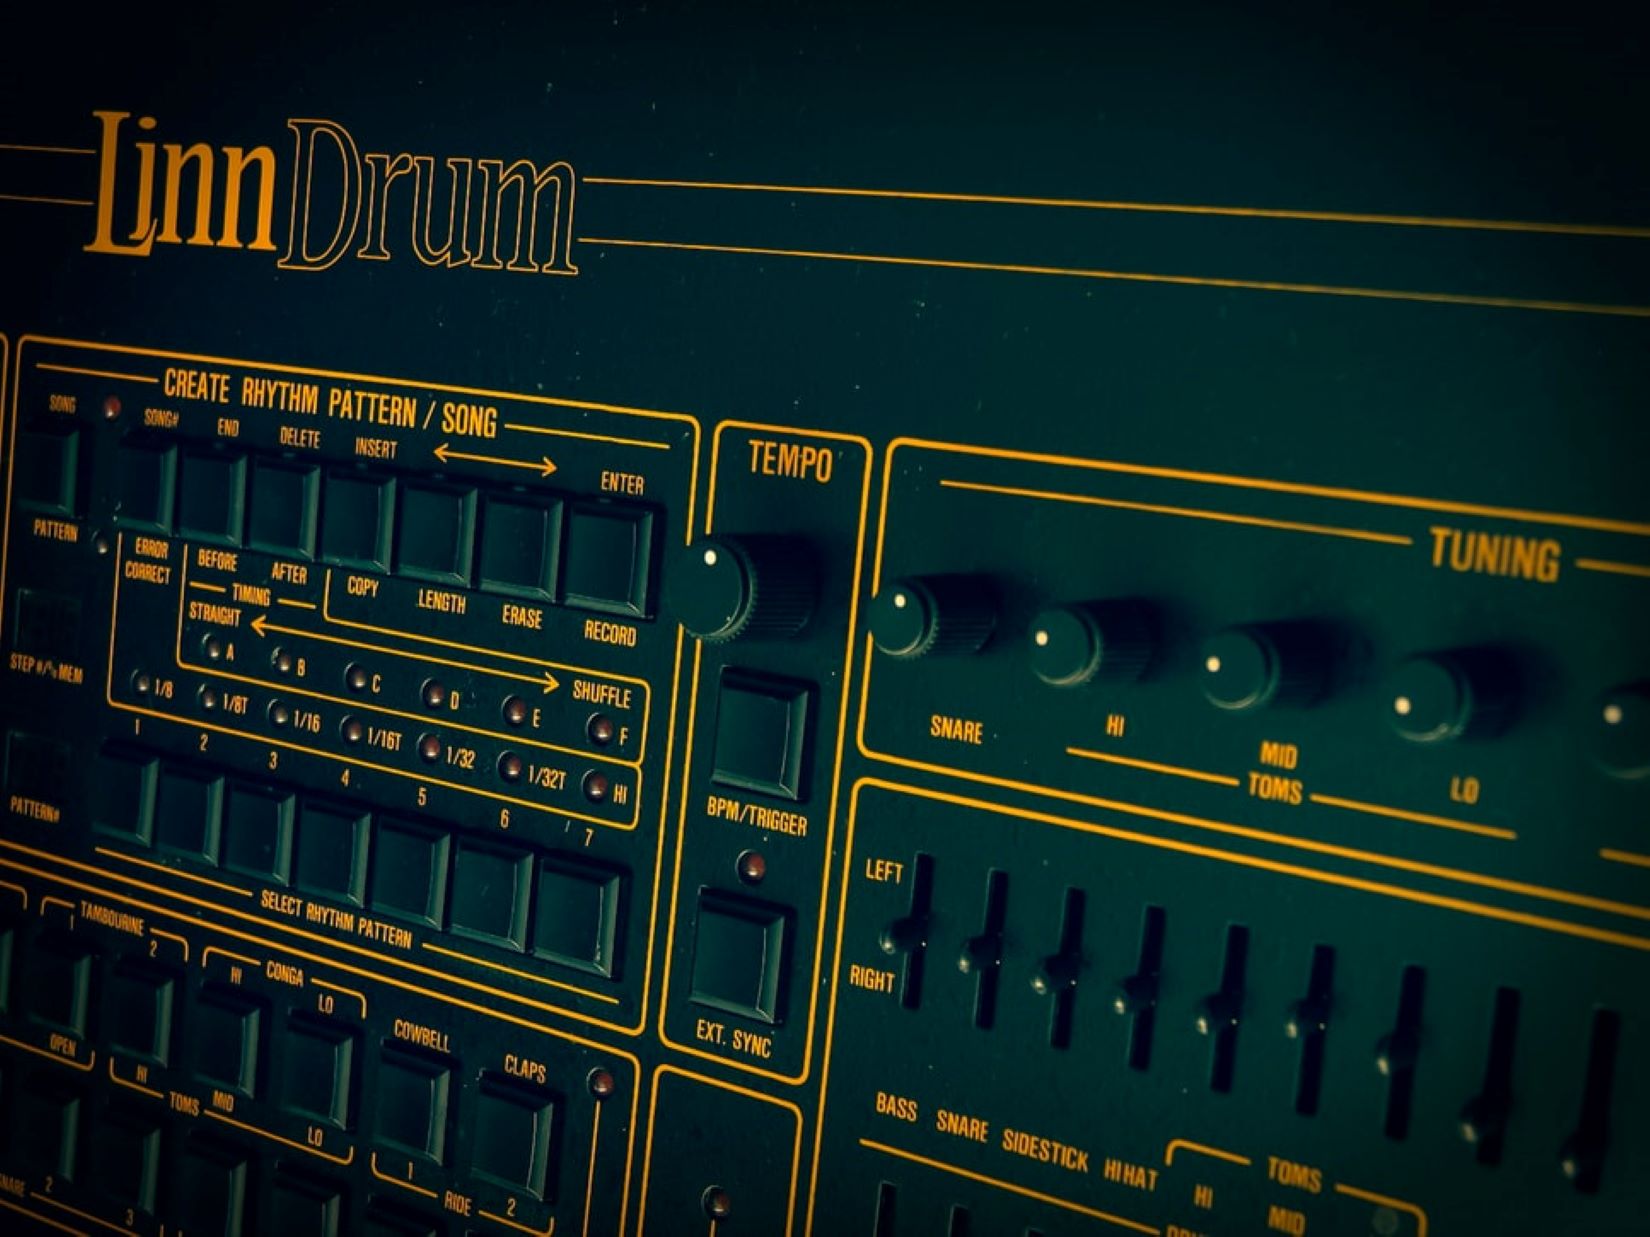 LinnDrum
CREATE RHYTHM PATTERN / SONG
SONG
SONG#
END
DELETE
INSERT
ENTER
PATTERN
ERROR
CORRECT
BEFORE
AFTER
TIMING
COPY
LENGTH
ERASE
RECORD
STRAIGHT
SHUFFLE
A B C D E F
STEP #/% MEM
1/8 1/8T 1/16 1/16T 1/32 1/32T HI
1 2 3 4 5 6 7
PATTERN#
SELECT RHYTHM PATTERN
TEMPO
BPM/TRIGGER
EXT. SYNC
TUNING
SNARE
HI
MID
LO
TOMS
LEFT
RIGHT
BASS SNARE SIDESTICK HIHAT
TOMS
HI
MID
TAMBOURINE
1 2
CONGA
HI LO
COWBELL
CLAPS
OPEN
HI MID LO
TOMS
1 2
RIDE
SNARE
2 3